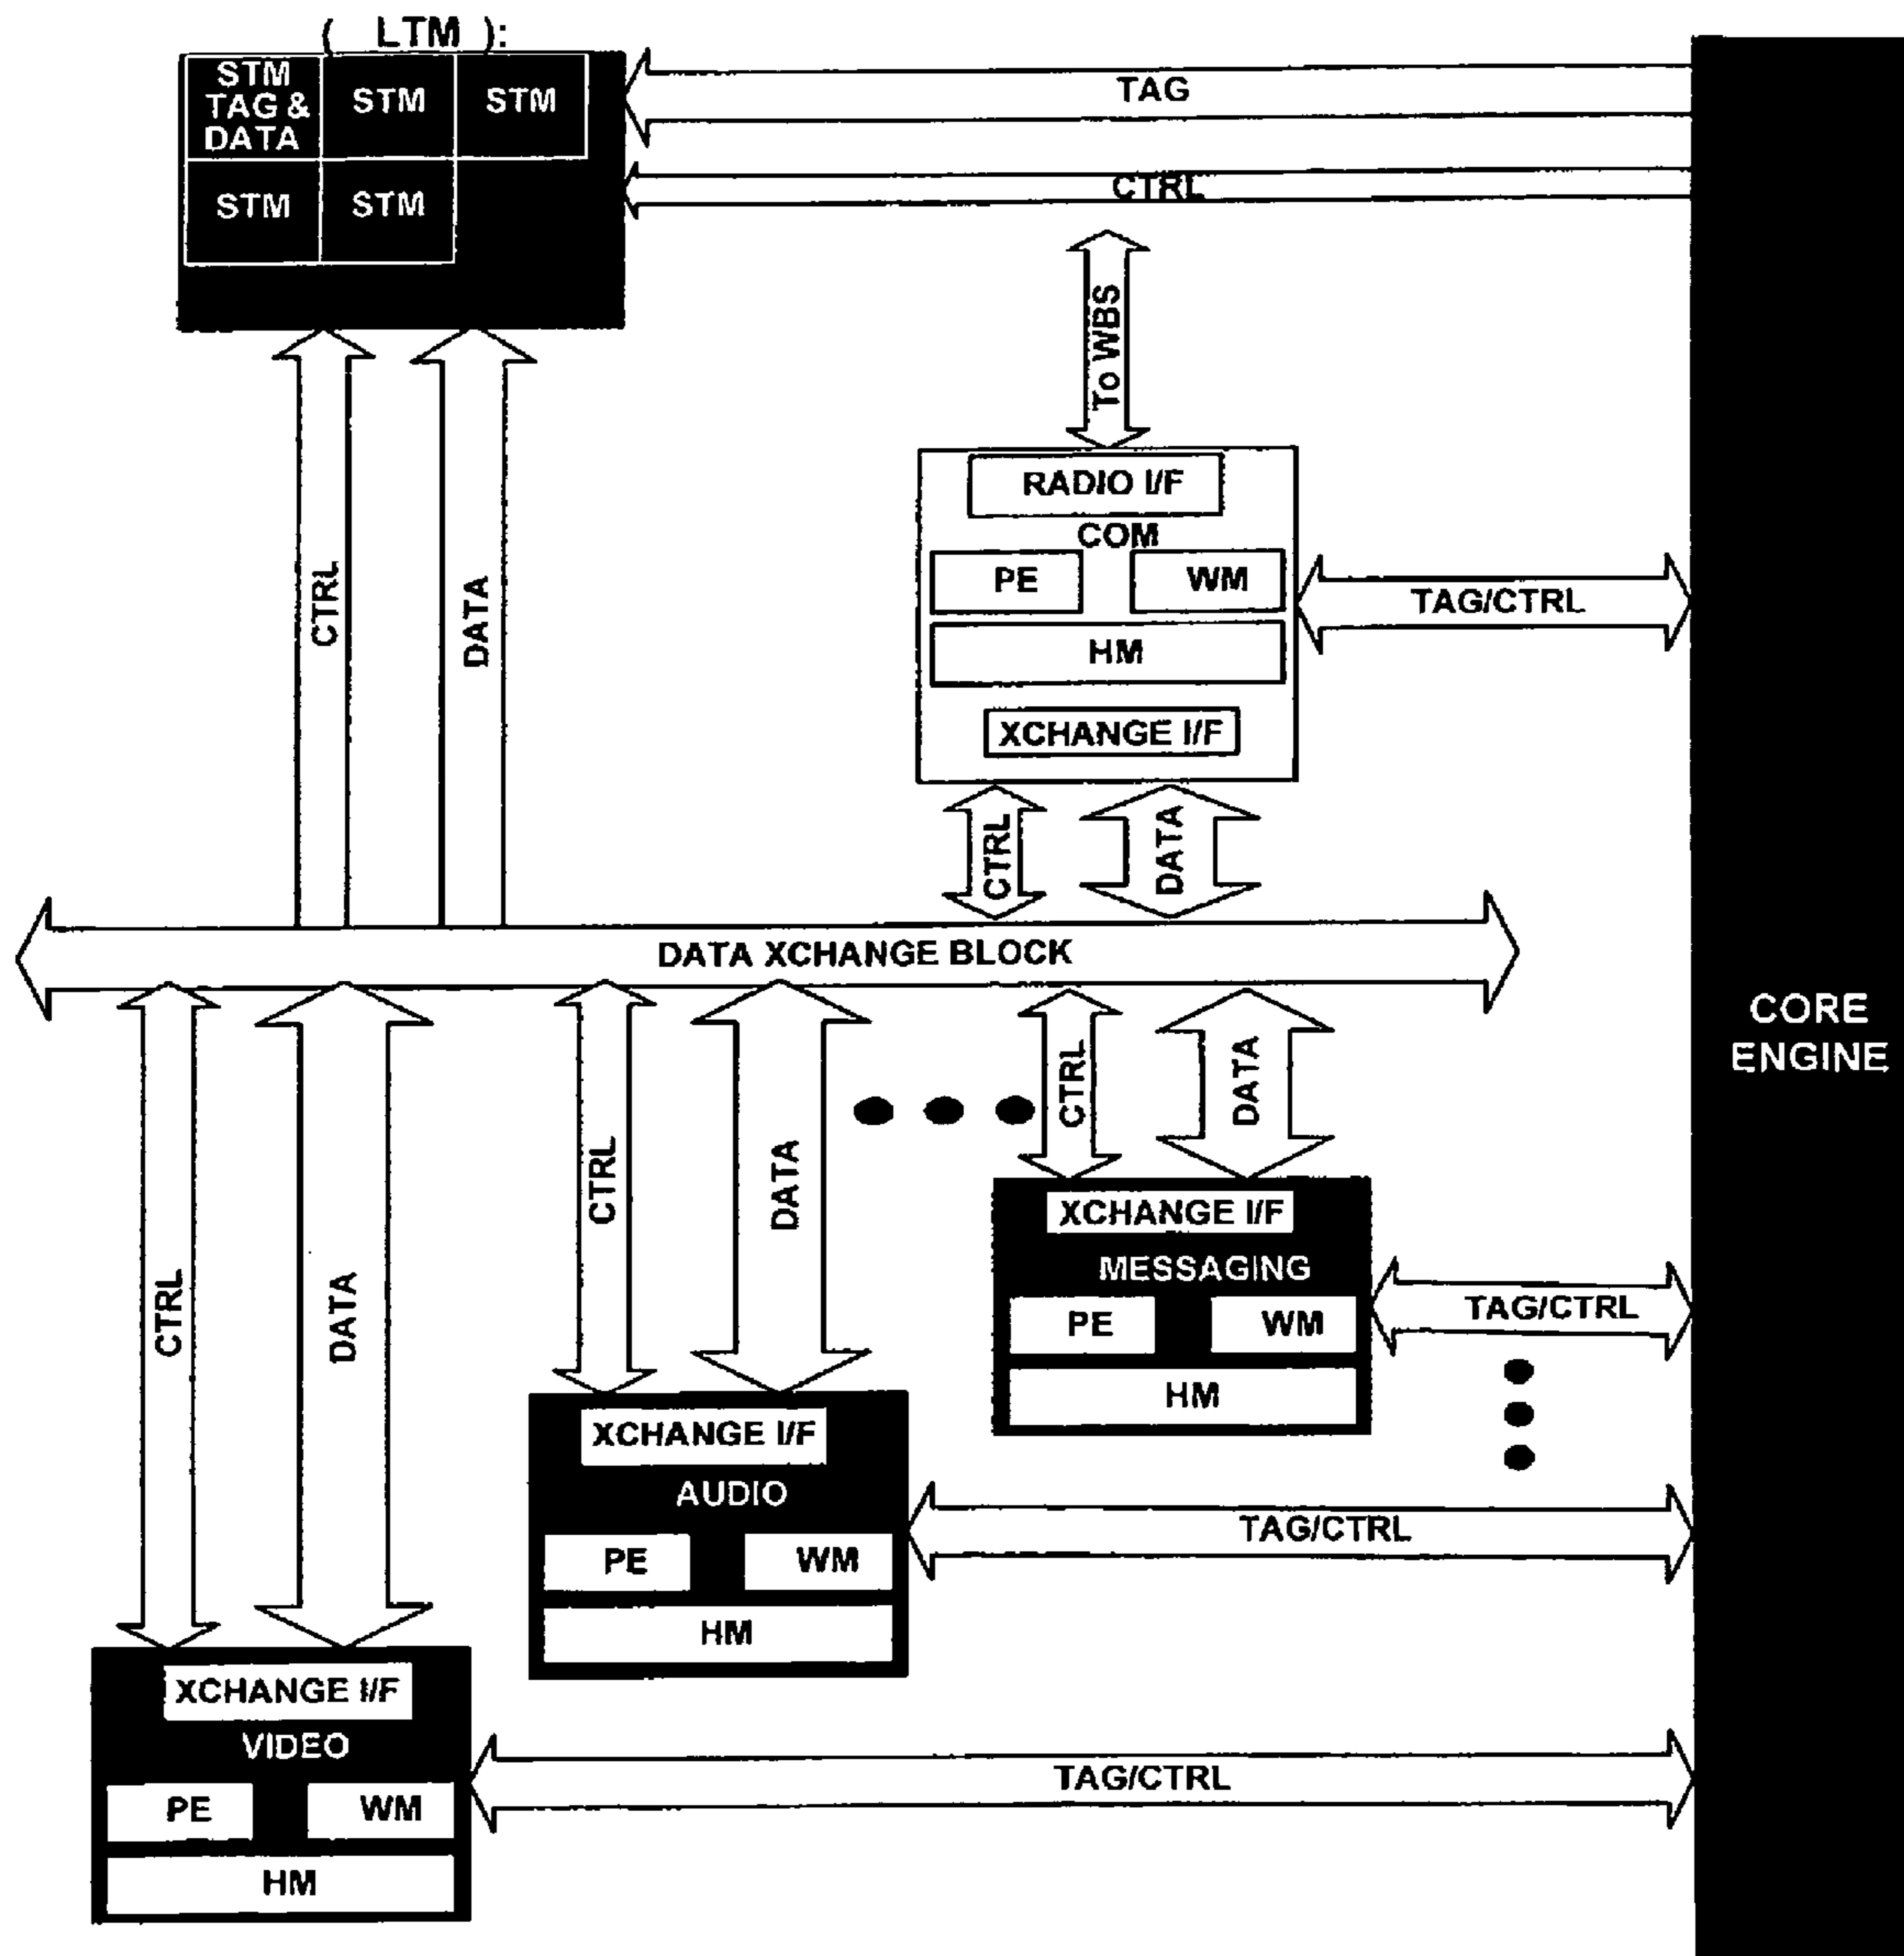 ( LTM ):
STM
TAG &
DATA
STM
STM
STM
STM
TAG
CTRL
To WBS
RADIO I/F
COM
PE
WM
HM
XCHANGE I/F
TAG/CTRL
CTRL
DATA
CTRL
DATA
DATA XCHANGE BLOCK
CORE
ENGINE
CTRL
DATA
CTRL
DATA
CTRL
DATA
XCHANGE I/F
MESSAGING
PE
WM
HM
TAG/CTRL
XCHANGE I/F
AUDIO
PE
WM
HM
TAG/CTRL
XCHANGE I/F
VIDEO
PE
WM
HM
TAG/CTRL